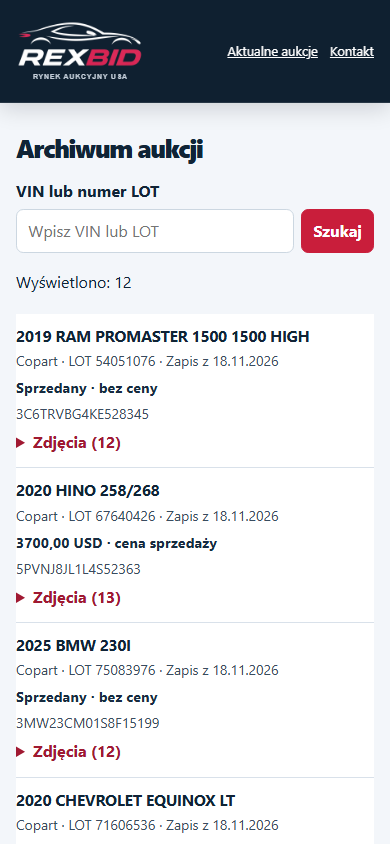 REXBID
RYNEK AUKCYJNY USA
Aktualne aukcje Kontakt
Archiwum aukcji
VIN lub numer LOT
Wpisz VIN lub LOT Szukaj
Wyświetlono: 12
2019 RAM PROMASTER 1500 1500 HIGH
Copart · LOT 54051076 · Zapis z 18.11.2026
Sprzedany · bez ceny
3C6TRVBG4KE528345
Zdjęcia (12)
2020 HINO 258/268
Copart · LOT 67640426 · Zapis z 18.11.2026
3700,00 USD · cena sprzedaży
5PVNJ8JL1L4S52363
Zdjęcia (13)
2025 BMW 230I
Copart · LOT 75083976 · Zapis z 18.11.2026
Sprzedany · bez ceny
3MW23CM01S8F15199
Zdjęcia (12)
2020 CHEVROLET EQUINOX LT
Copart · LOT 71606536 · Zapis z 18.11.2026